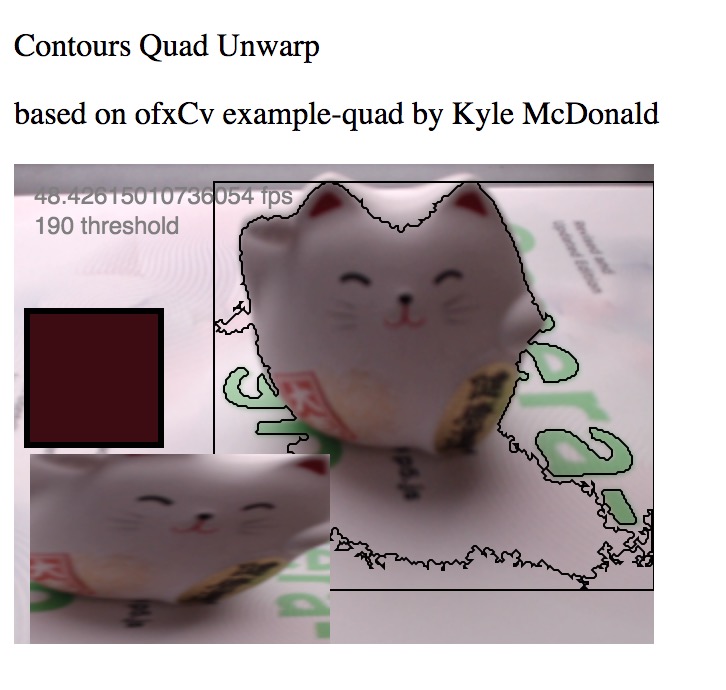 Contours Quad Unwarp
based on ofxCv example-quad by Kyle McDonald
48.42615010736054 fps
190 threshold
Revised and
Updated Edition
era-